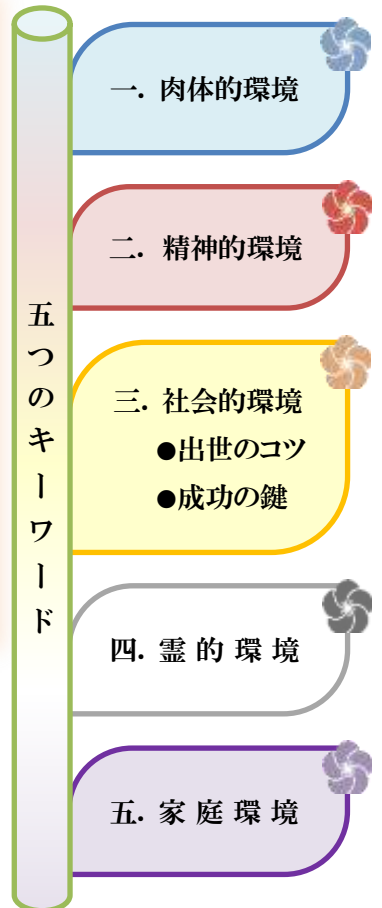 五つのキーワード
一. 肉体的環境
二. 精神的環境
三. 社会的環境
●出世のコツ
●成功の鍵
四. 霊 的 環 境
五. 家 庭 環 境